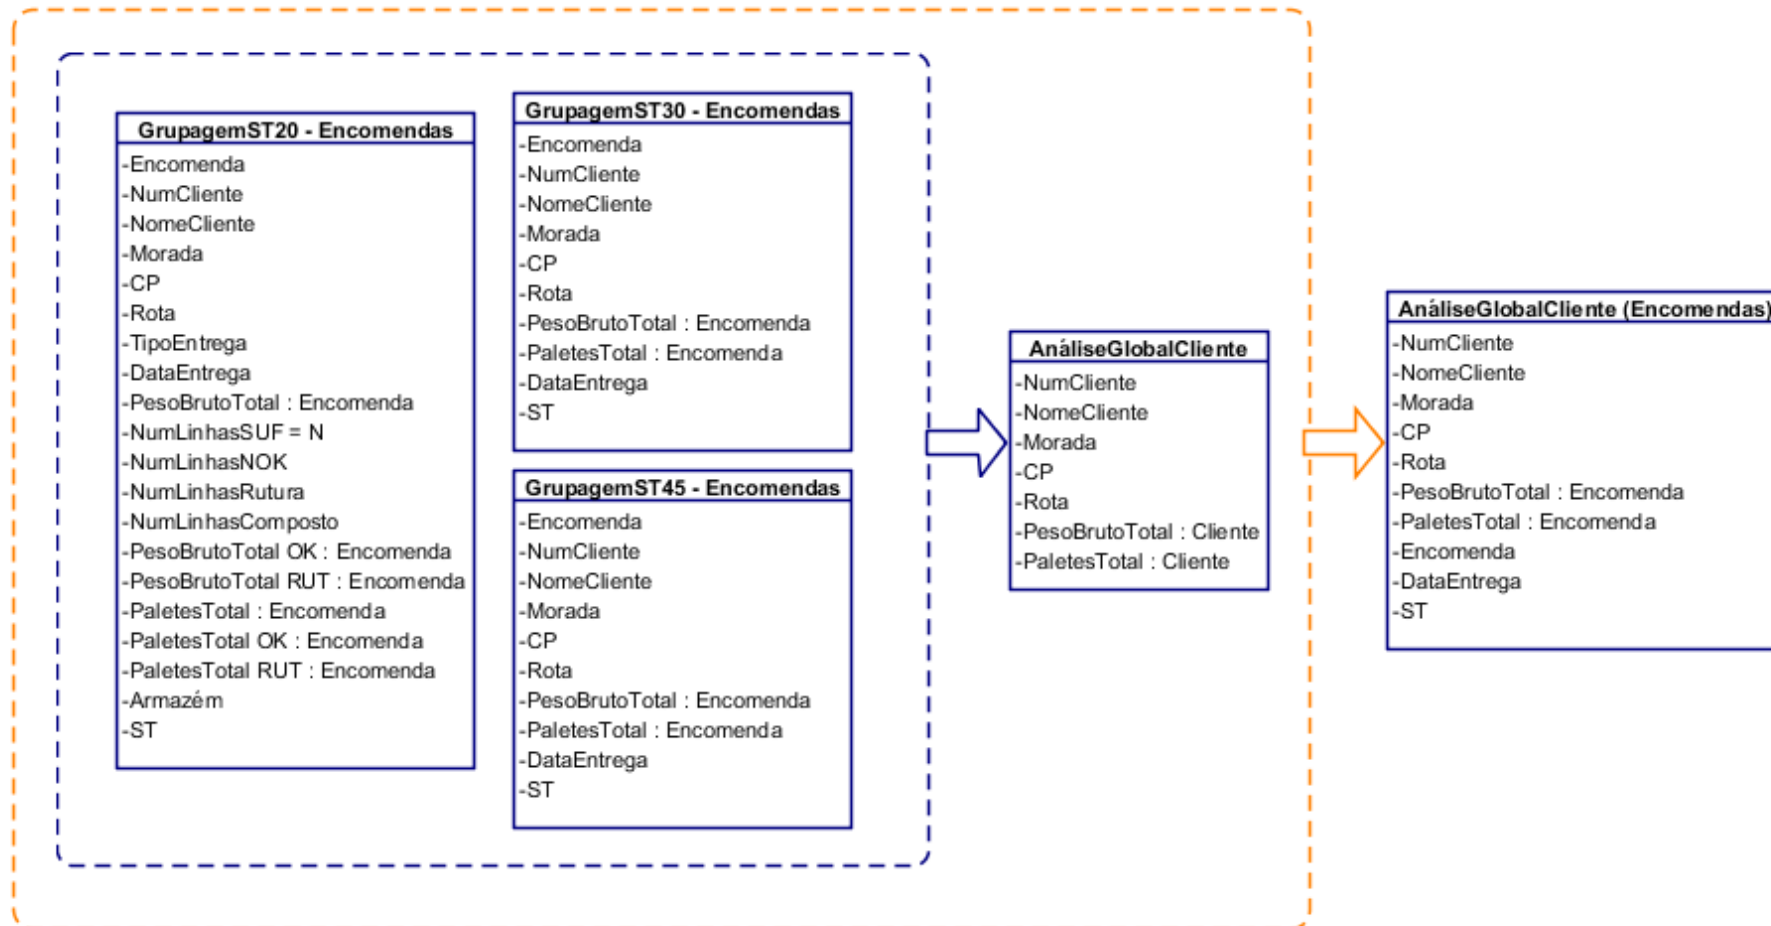 GrupagemST20 - Encomendas
-Encomenda
-NumCliente
-NomeCliente
-Morada
-CP
-Rota
-TipoEntrega
-DataEntrega
-PesoBrutoTotal : Encomenda
-NumLinhasSUF = N
-NumLinhasNOK
-NumLinhasRutura
-NumLinhasComposto
-PesoBrutoTotal OK : Encomenda
-PesoBrutoTotal RUT : Encomenda
-PaletesTotal : Encomenda
-PaletesTotal OK : Encomenda
-PaletesTotal RUT : Encomenda
-Armazém
-ST
GrupagemST30 - Encomendas
-Encomenda
-NumCliente
-NomeCliente
-Morada
-CP
-Rota
-PesoBrutoTotal : Encomenda
-PaletesTotal : Encomenda
-DataEntrega
-ST
GrupagemST45 - Encomendas
-Encomenda
-NumCliente
-NomeCliente
-Morada
-CP
-Rota
-PesoBrutoTotal : Encomenda
-PaletesTotal : Encomenda
-DataEntrega
-ST
AnáliseGlobalCliente
-NumCliente
-NomeCliente
-Morada
-CP
-Rota
-PesoBrutoTotal : Cliente
-PaletesTotal : Cliente
AnáliseGlobalCliente (Encomendas)
-NumCliente
-NomeCliente
-Morada
-CP
-Rota
-PesoBrutoTotal : Encomenda
-PaletesTotal : Encomenda
-Encomenda
-DataEntrega
-ST